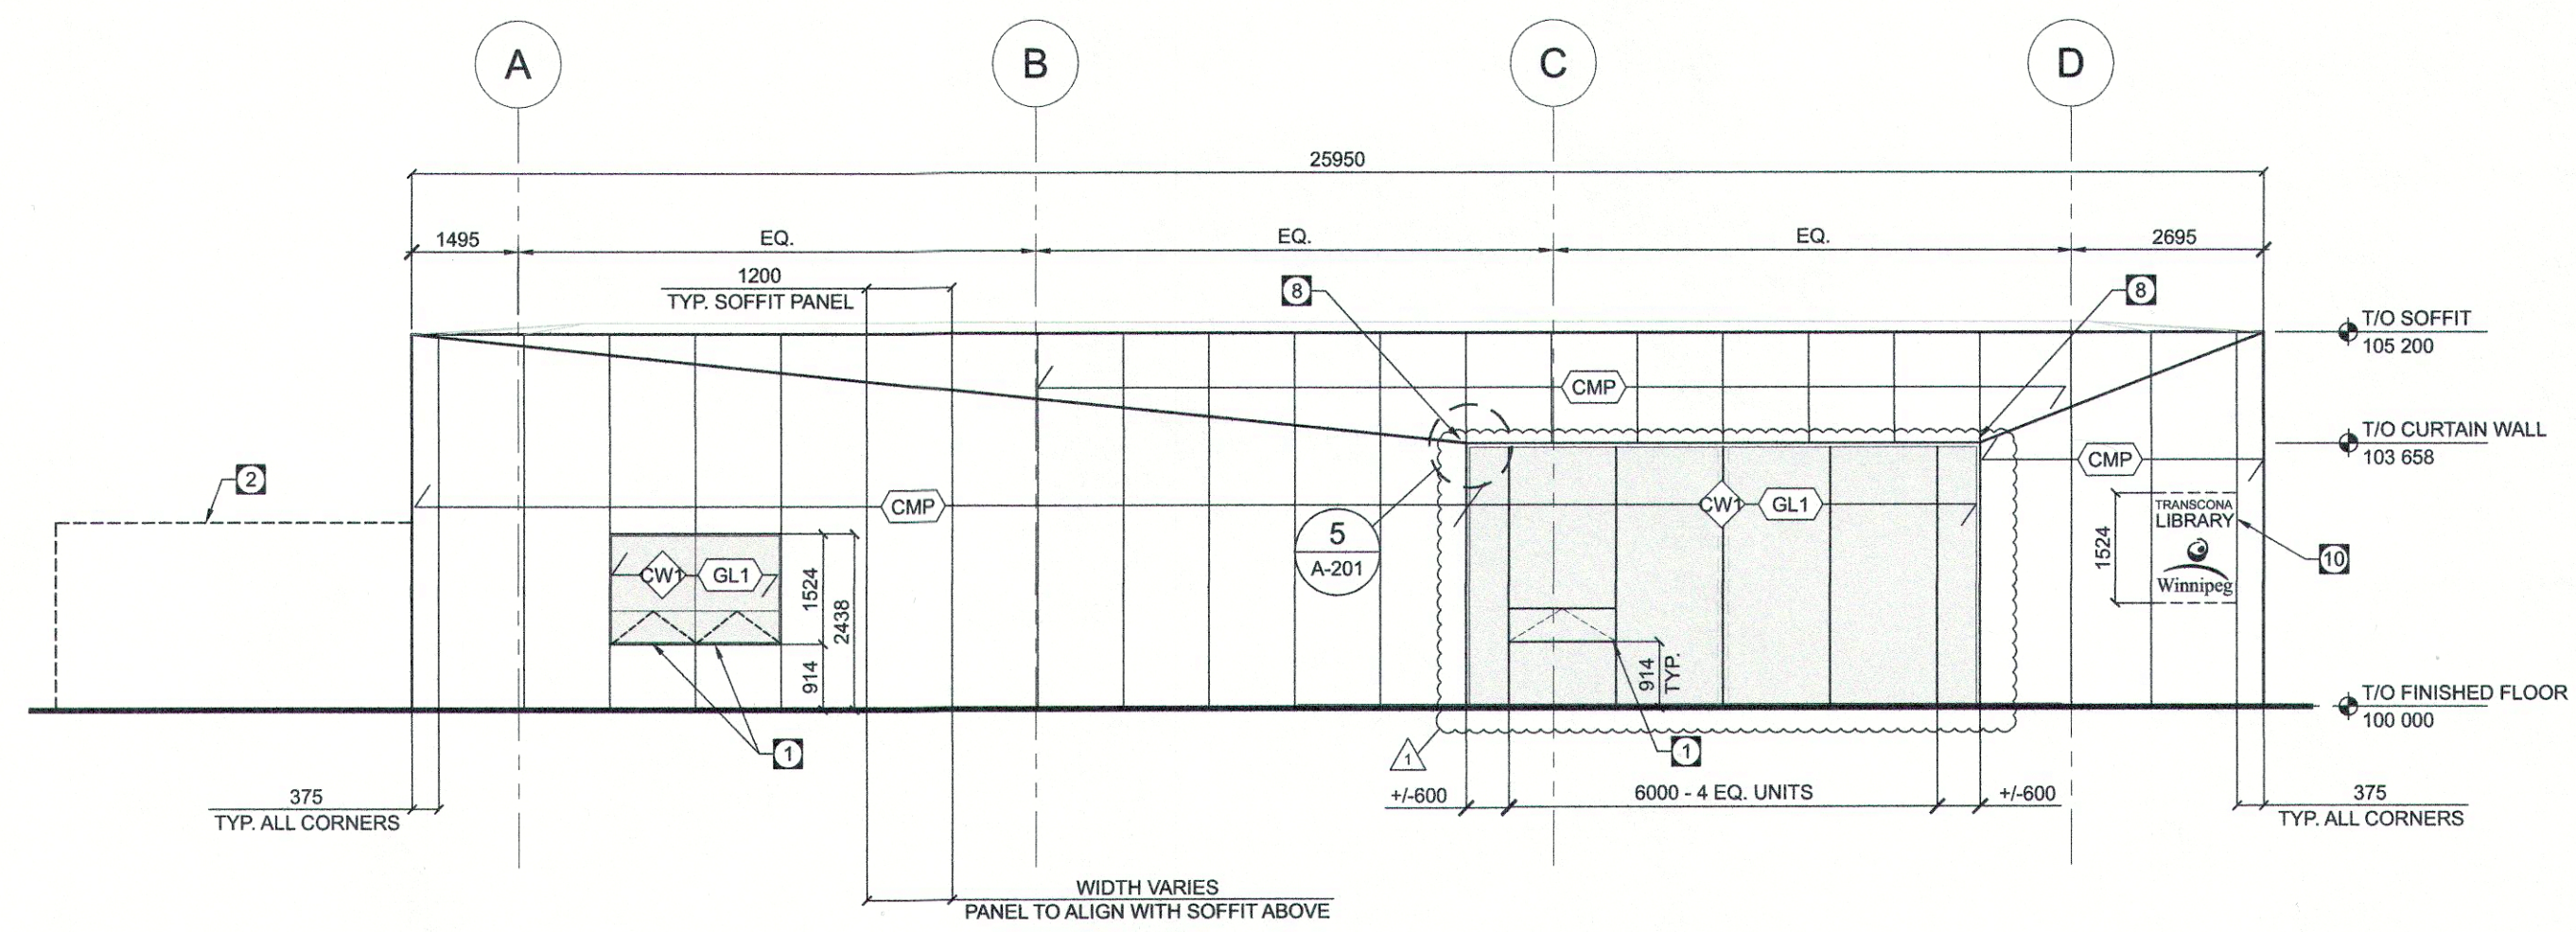 A
B
C
D
25950
1495
EQ.
EQ.
EQ.
2695
1200
TYP. SOFFIT PANEL
8
8
T/O SOFFIT
105 200
CMP
T/O CURTAIN WALL
103 658
CMP
2
CMP
CW1
GL1
TRANSCONA
LIBRARY
Winnipeg
1524
10
5
A-201
CW1
GL1
1524
2438
914
914
TYP.
T/O FINISHED FLOOR
100 000
1
1
1
375
TYP. ALL CORNERS
+/-600
6000 - 4 EQ. UNITS
+/-600
375
TYP. ALL CORNERS
WIDTH VARIES
PANEL TO ALIGN WITH SOFFIT ABOVE